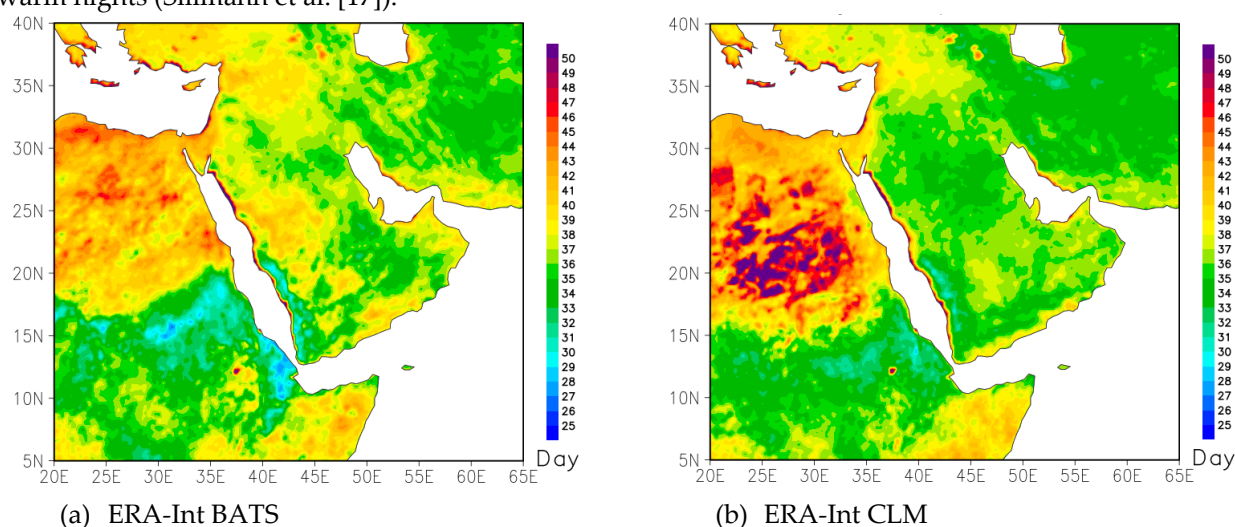 warm nights (Sillmann et al. [17]).
40N
35N
30N
25N
20N
15N
10N
5N
20E 25E 30E 35E 40E 45E 50E 55E 60E 65E
50
49
48
47
46
45
43
42
41
40
39
38
37
36
34
33
32
31
30
29
28
27
26
25
Day
(a) ERA-Int BATS
40N
35N
30N
25N
20N
15N
10N
5N
20E 25E 30E 35E 40E 45E 50E 55E 60E 65E
50
49
48
47
46
45
43
42
41
40
39
38
37
36
34
33
32
31
30
29
28
27
26
25
Day
(b) ERA-Int CLM